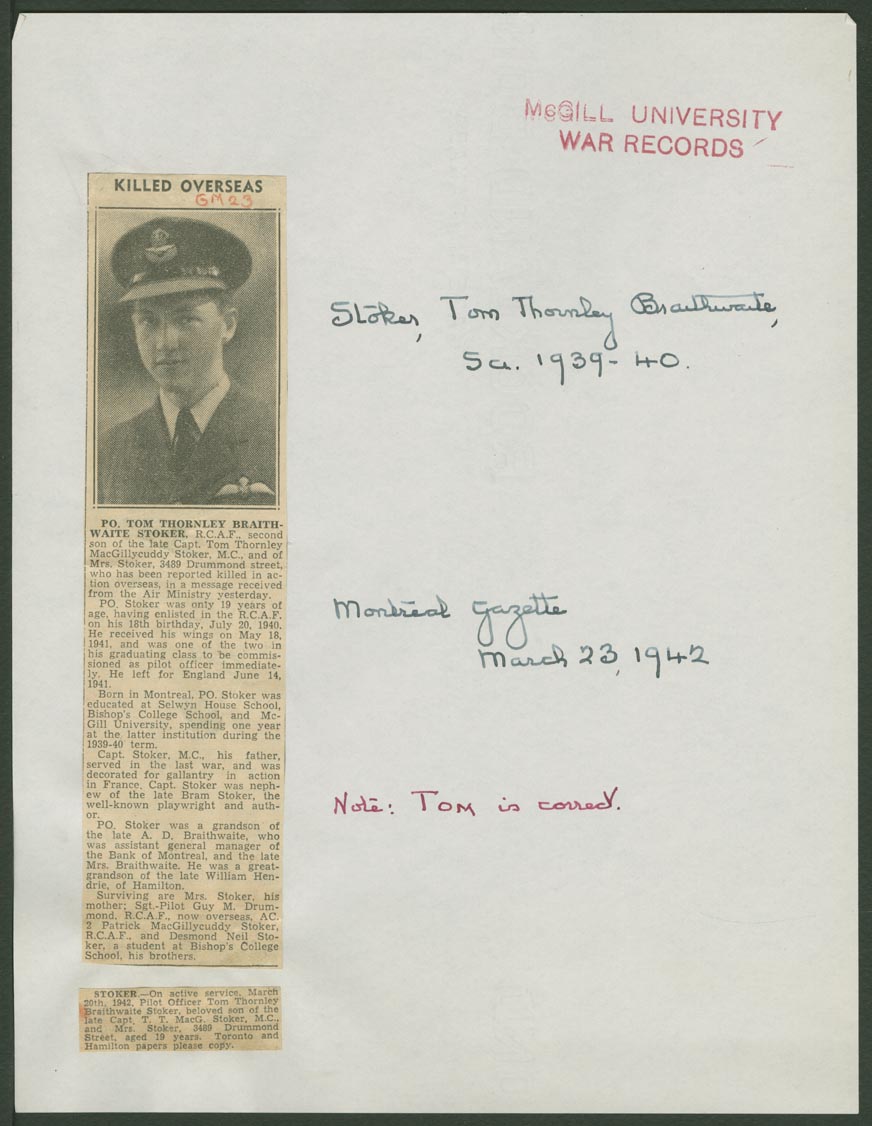 McGILL UNIVERSITY
WAR RECORDS
KILLED OVERSEAS
GM 23
Stoker, Tom Thornley Braithwaite,
Sci. 1939-40.
PO. TOM THORNLEY BRAITH-
WAITE STOKER, R.C.A.F., second
son of the late Capt. Tom Thornley
MacGillycuddy Stoker, M.C., and of
Mrs. Stoker, 3489 Drummond street,
who has been reported killed in ac-
tion overseas, in a message received
from the Air Ministry yesterday.
PO. Stoker was only 19 years of
age, having enlisted in the R.C.A.F.
on his 18th birthday, July 20, 1940.
He received his wings on May 18,
1941, and was one of the two in
his graduating class to be commis-
sioned as pilot officer immediate-
ly. He left for England June 14,
1941.
Born in Montreal, PO. Stoker was
educated at Selwyn House School,
Bishop's College School, and Mc-
Gill University, spending one year
at the latter institution during the
1939-40 term.
Capt. Stoker, M.C., his father,
served in the last war, and was
decorated for gallantry in action
in France. Capt. Stoker was neph-
ew of the late Bram Stoker, the
well-known playwright and auth-
or.
PO. Stoker was a grandson of
the late A. D. Braithwaite, who
was assistant general manager of
the Bank of Montreal, and the late
Mrs. Braithwaite. He was a great-
grandson of the late William Hen-
drie, of Hamilton.
Surviving are Mrs. Stoker, his
mother; Sgt.-Pilot Guy M. Drum-
mond, R.C.A.F., now overseas, AC.
2 Patrick MacGillycuddy Stoker,
R.C.A.F., and Desmond Neil Sto-
ker, a student at Bishop's College
School, his brothers.
Montreal Gazette
March 23, 1942
Note: TOM is correct.
STOKER.—On active service, March
20th, 1942, Pilot Officer Tom Thornley
Braithwaite Stoker, beloved son of the
late Capt. T. T. MacG. Stoker, M.C.,
and Mrs. Stoker, 3489 Drummond
Street, aged 19 years. Toronto and
Hamilton papers please copy.